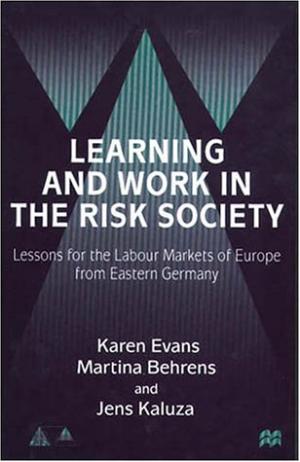 LEARNING
AND WORK IN
THE RISK SOCIETY
Lessons for the Labour Markets of Europe
from Eastern Germany
Karen Evans
Martina Behrens
and
Jens Kaluza